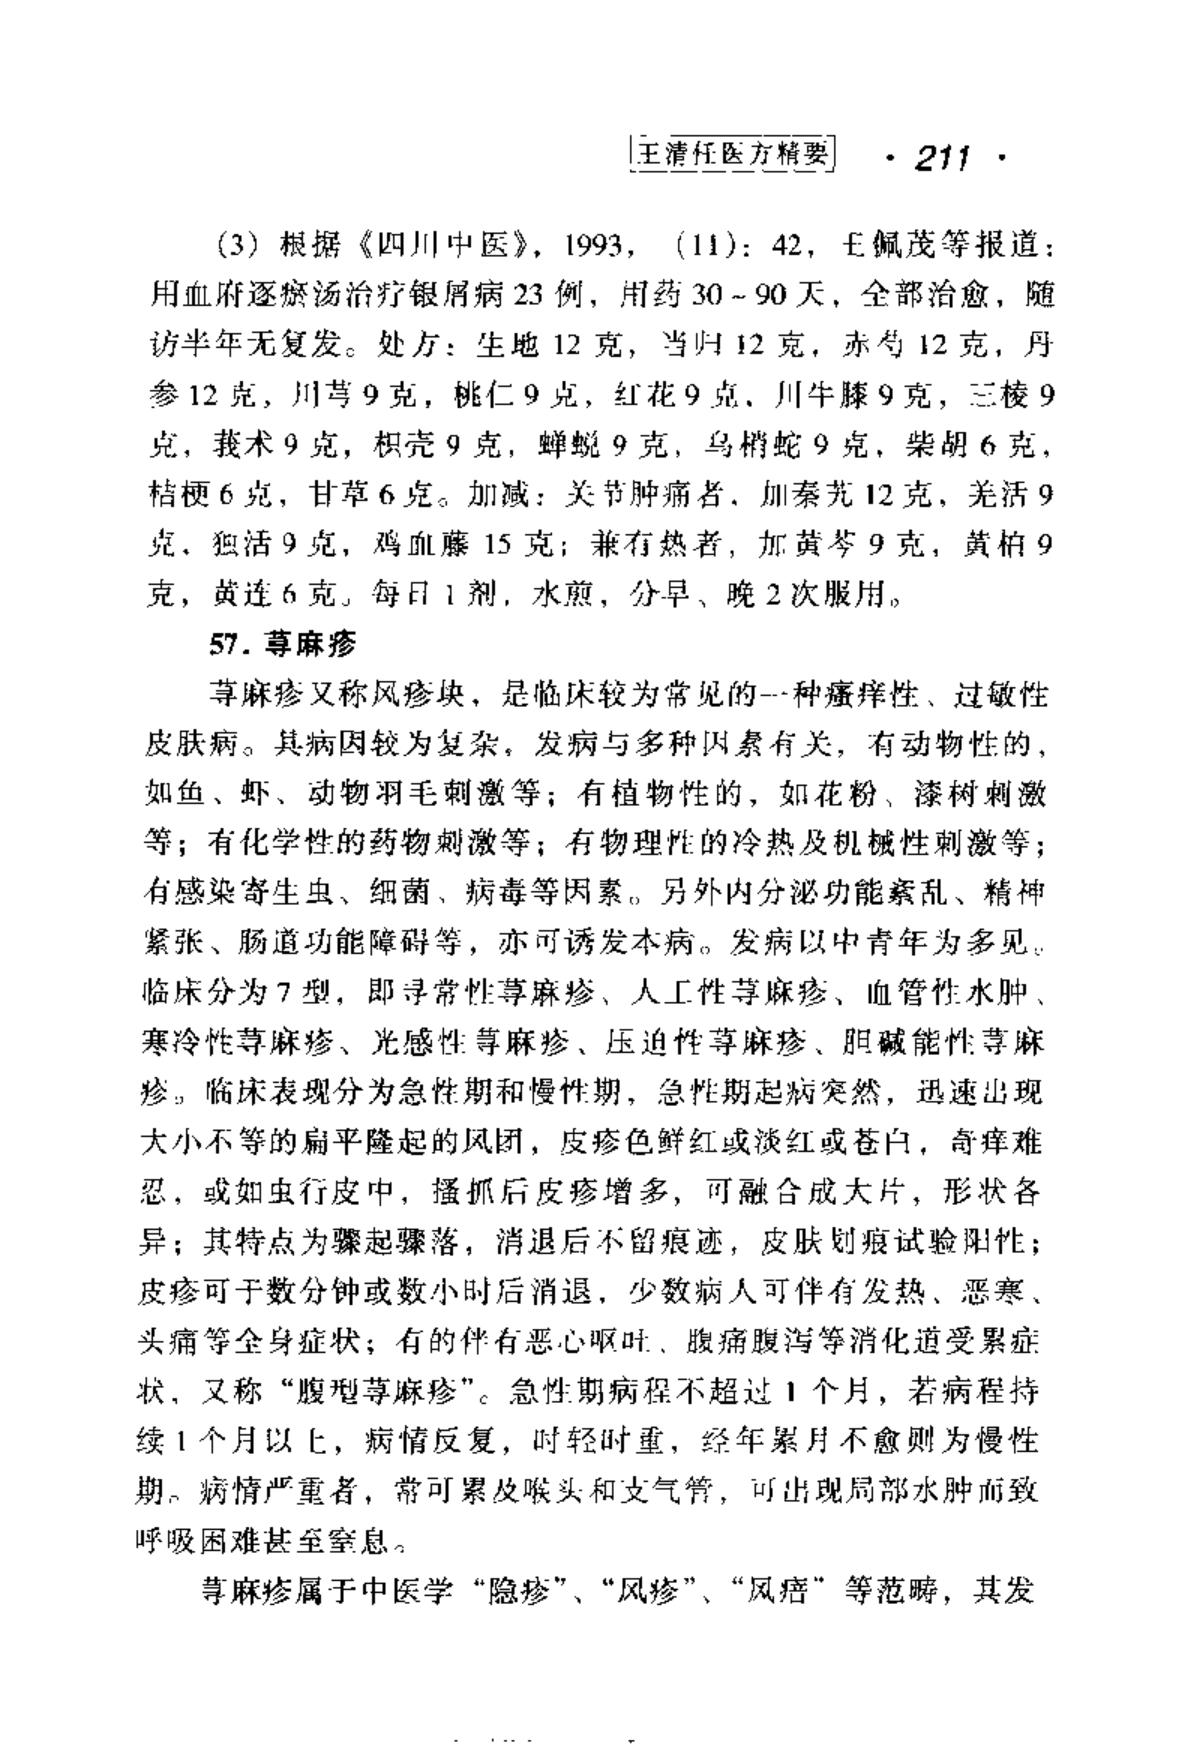 王清任医方精要 · 211 ·
(3) 根据《四川中医》，1993， (11)：42，王佩茂等报道：
用血府逐瘀汤治疗银屑病 23 例，用药 30～90 天，全部治愈，随
访半年无复发。处方：生地 12 克，当归 12 克，赤芍 12 克，丹
参 12 克，川芎 9 克，桃仁 9 克，红花 9 克，川牛膝 9 克，三棱 9
克，莪术 9 克，枳壳 9 克，蝉蜕 9 克，乌梢蛇 9 克，柴胡 6 克，
桔梗 6 克，甘草 6 克。加减：关节肿痛者，加秦艽 12 克，羌活 9
克，独活 9 克，鸡血藤 15 克；兼有热者，加黄芩 9 克，黄柏 9
克，黄连 6 克。每日 1 剂，水煎，分早、晚 2 次服用。
57. 荨麻疹
荨麻疹又称风疹块，是临床较为常见的一种瘙痒性、过敏性
皮肤病。其病因较为复杂，发病与多种因素有关，有动物性的，
如鱼、虾、动物羽毛刺激等；有植物性的，如花粉、漆树刺激
等；有化学性的药物刺激等；有物理性的冷热及机械性刺激等；
有感染寄生虫、细菌、病毒等因素。另外内分泌功能紊乱、精神
紧张、肠道功能障碍等，亦可诱发本病。发病以中青年为多见。
临床分为 7 型，即寻常性荨麻疹、人工性荨麻疹、血管性水肿、
寒冷性荨麻疹、光感性荨麻疹、压迫性荨麻疹、胆碱能性荨麻
疹。临床表现分为急性期和慢性期，急性期起病突然，迅速出现
大小不等的扁平隆起的风团，皮疹色鲜红或淡红或苍白，奇痒难
忍，或如虫行皮中，搔抓后皮疹增多，可融合成大片，形状各
异；其特点为骤起骤落，消退后不留痕迹，皮肤划痕试验阳性；
皮疹可于数分钟或数小时后消退，少数病人可伴有发热、恶寒、
头痛等全身症状；有的伴有恶心呕吐、腹痛腹泻等消化道受累症
状，又称“腹型荨麻疹”。急性期病程不超过 1 个月，若病程持
续 1 个月以上，病情反复，时轻时重，经年累月不愈则为慢性
期。病情严重者，常可累及喉头和支气管，可出现局部水肿而致
呼吸困难甚至窒息。
荨麻疹属于中医学“隐疹”、“风疹”、“风㾦”等范畴，其发